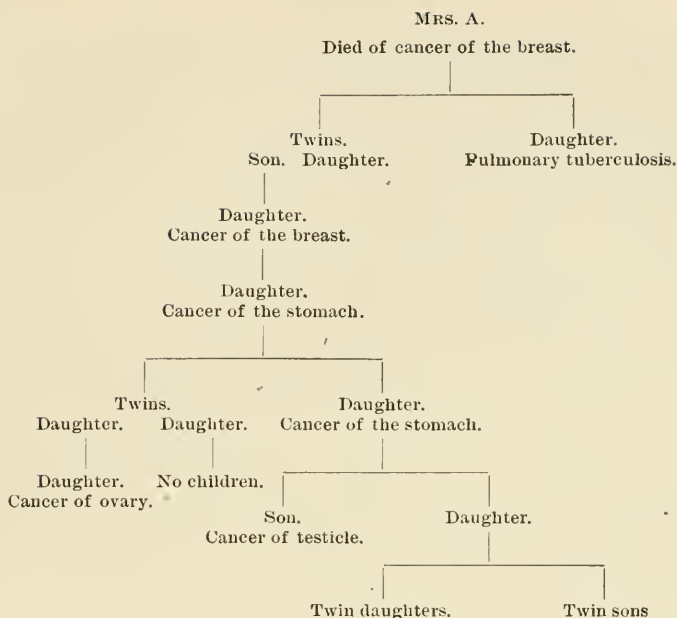 MRS. A.
Died of cancer of the breast.
Twins. Daughter.
Son. Daughter. Pulmonary tuberculosis.
Daughter.
Cancer of the breast.
Daughter.
Cancer of the stomach.
Twins. Daughter.
Daughter. Daughter. Cancer of the stomach.
Daughter. No children.
Cancer of ovary.
Son. Daughter.
Cancer of testicle.
Twin daughters. Twin sons